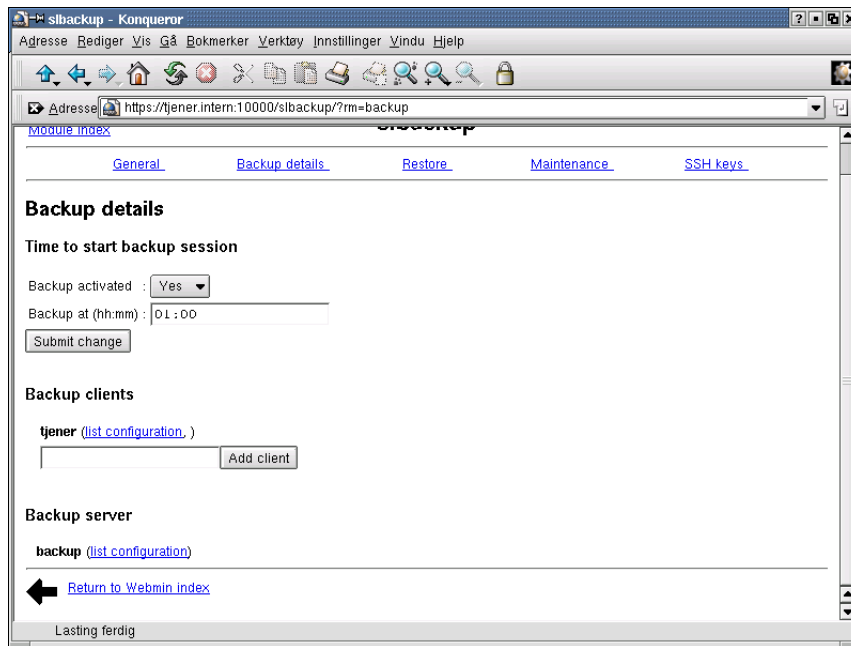 slbackup - Konqueror
Adresse Rediger Vis Gå Bokmerker Verktøy Innstillinger Vindu Hjelp
Adresse https://tjener.intern:10000/slbackup/?rm=backup
Module Index slbackup
General Backup details Restore Maintenance SSH keys
Backup details
Time to start backup session
Backup activated : Yes
Backup at (hh:mm) : 01:00
Submit change
Backup clients
tjener (list configuration, )
Add client
Backup server
backup (list configuration)
Return to Webmin index
Lasting ferdig